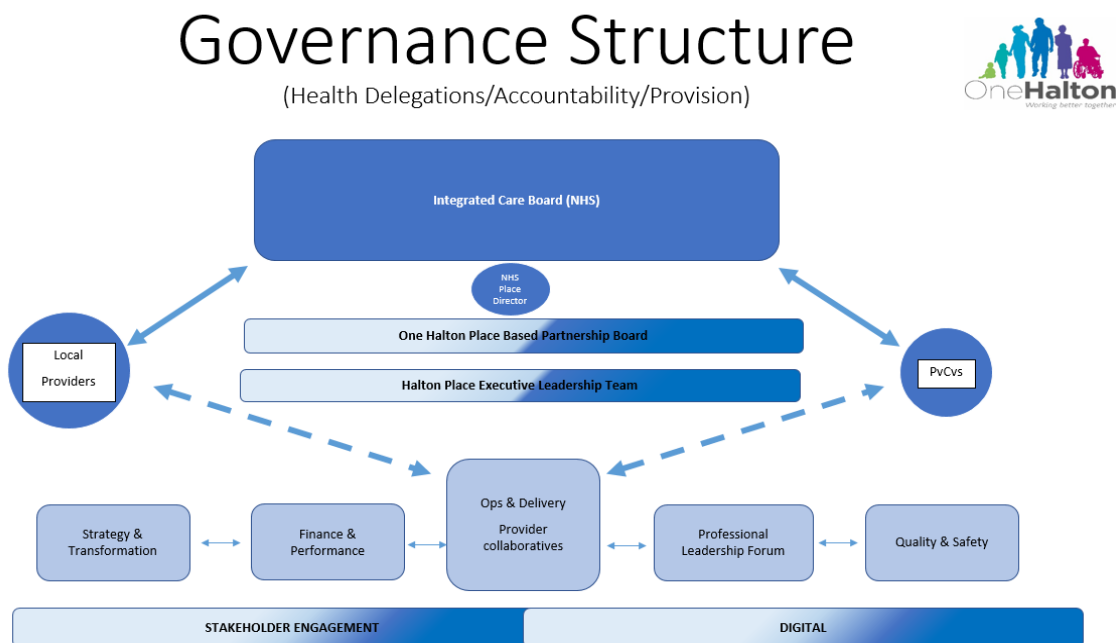 Governance Structure
(Health Delegations/Accountability/Provision)
OneHalton
Working better together
Integrated Care Board (NHS)
NHS
Place
Director
One Halton Place Based Partnership Board
Local
Providers
PvCvs
Halton Place Executive Leadership Team
Ops & Delivery
Provider
collaboratives
Strategy &
Transformation
Finance &
Performance
Professional
Leadership Forum
Quality & Safety
STAKEHOLDER ENGAGEMENT
DIGITAL